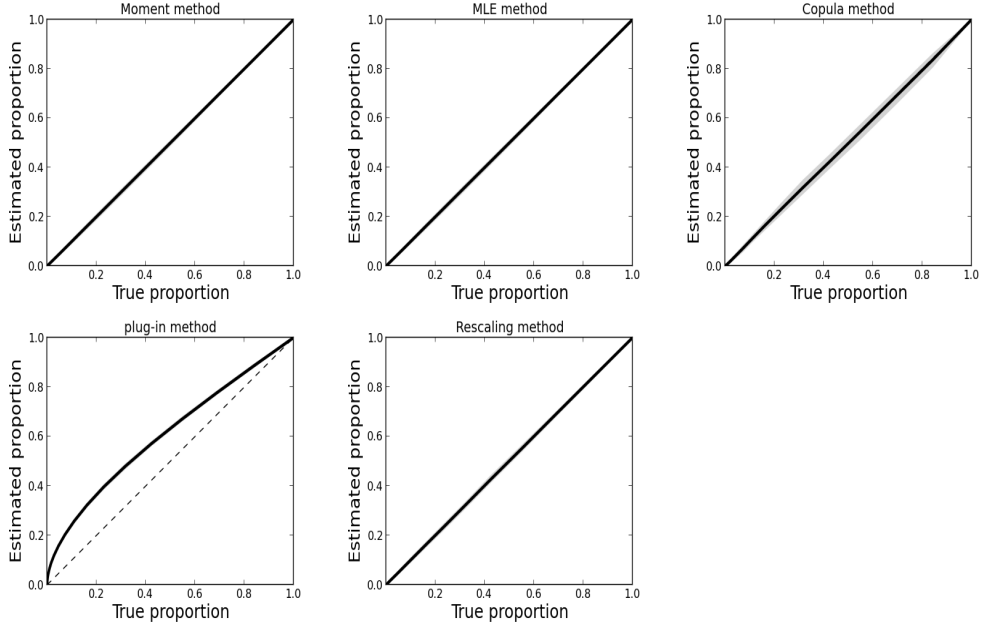 Moment method
1.0
0.8
0.6
0.4
0.2
0.0
Estimated proportion
0.2 0.4 0.6 0.8 1.0
True proportion
MLE method
1.0
0.8
0.6
0.4
0.2
0.0
Estimated proportion
0.2 0.4 0.6 0.8 1.0
True proportion
Copula method
1.0
0.8
0.6
0.4
0.2
0.0
Estimated proportion
0.2 0.4 0.6 0.8 1.0
True proportion
plug-in method
1.0
0.8
0.6
0.4
0.2
0.0
Estimated proportion
0.2 0.4 0.6 0.8 1.0
True proportion
Rescaling method
1.0
0.8
0.6
0.4
0.2
0.0
Estimated proportion
0.2 0.4 0.6 0.8 1.0
True proportion